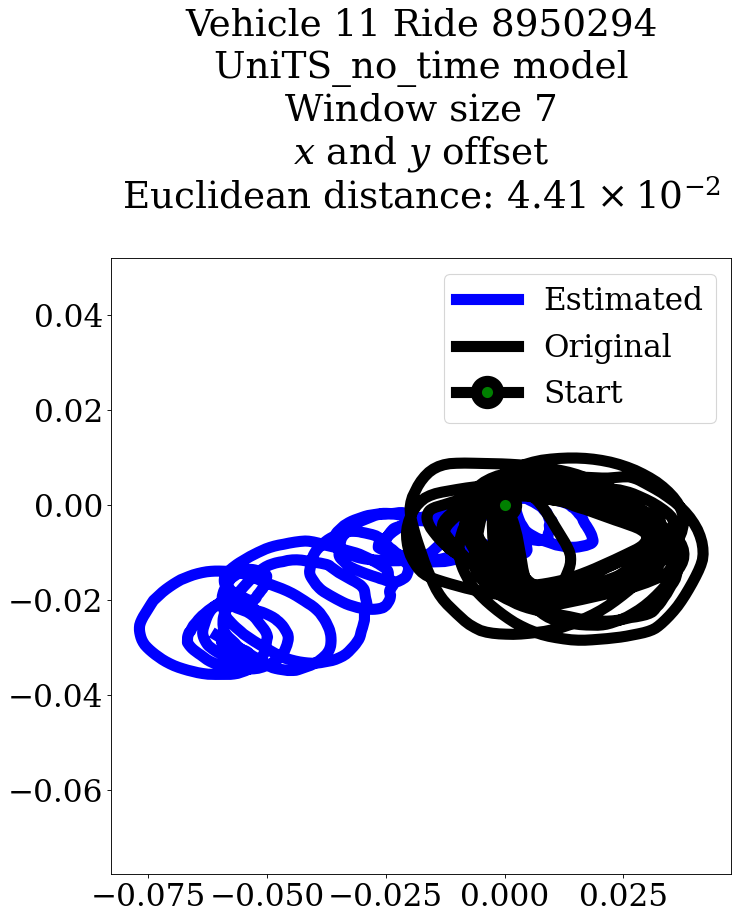 Vehicle 11 Ride 8950294
UniTS_no_time model
Window size 7
x and y offset
Euclidean distance: 4.41 × 10⁻²
Estimated
Original
Start
0.04
0.02
0.00
−0.02
−0.04
−0.06
−0.075 −0.050 −0.025 0.000 0.025